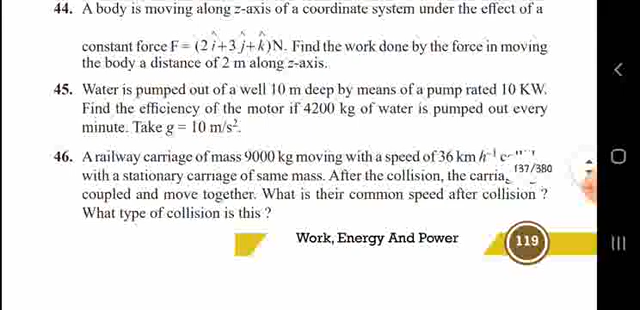 44. A body is moving along z-axis of a coordinate system under the effect of a
constant force F = (2 î+3 ĵ+ k̂)N. Find the work done by the force in moving
the body a distance of 2 m along z-axis.
45. Water is pumped out of a well 10 m deep by means of a pump rated 10 KW.
Find the efficiency of the motor if 4200 kg of water is pumped out every
minute. Take g = 10 m/s².
46. A railway carriage of mass 9000 kg moving with a speed of 36 km h⁻¹
with a stationary carriage of same mass. After the collision, the
137/380
coupled and move together. What is their common speed after collision ?
What type of collision is this ?
Work, Energy And Power
119